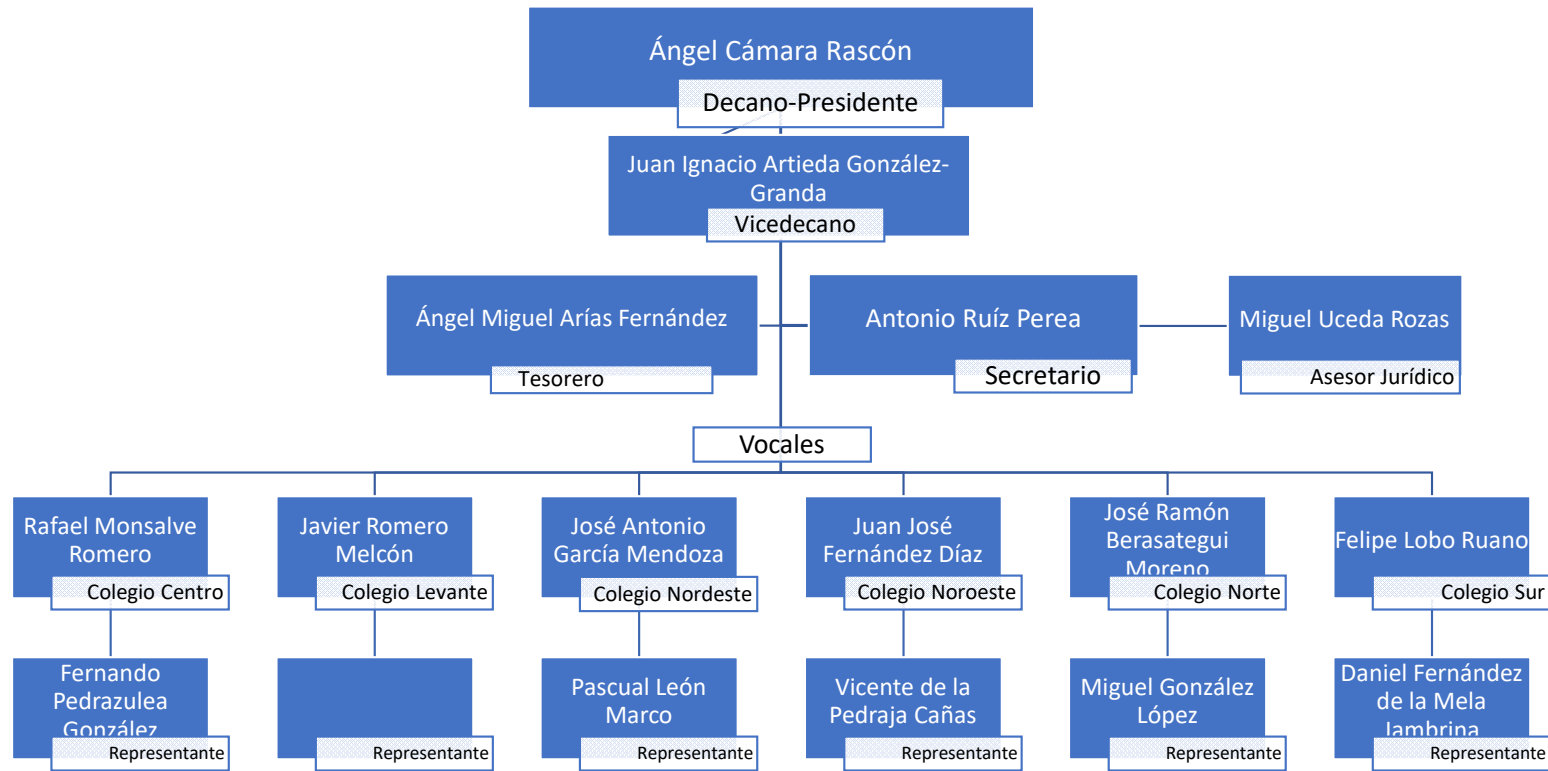 Ángel Cámara Rascón
Decano-Presidente
Juan Ignacio Artieda González-
Granda
Vicedecano
Ángel Miguel Arías Fernández
Tesorero
Antonio Ruíz Perea
Secretario
Miguel Uceda Rozas
Asesor Jurídico
Vocales
Rafael Monsalve
Romero
Colegio Centro
Javier Romero
Melcón
Colegio Levante
José Antonio
García Mendoza
Colegio Nordeste
Juan José
Fernández Díaz
Colegio Noroeste
José Ramón
Berasategui
Moreno
Colegio Norte
Felipe Lobo Ruano
Colegio Sur
Fernando
Pedrazulea
González
Representante
Representante
Pascual León
Marco
Representante
Vicente de la
Pedraja Cañas
Representante
Miguel González
López
Representante
Daniel Fernández
de la Mela
Jambrina
Representante